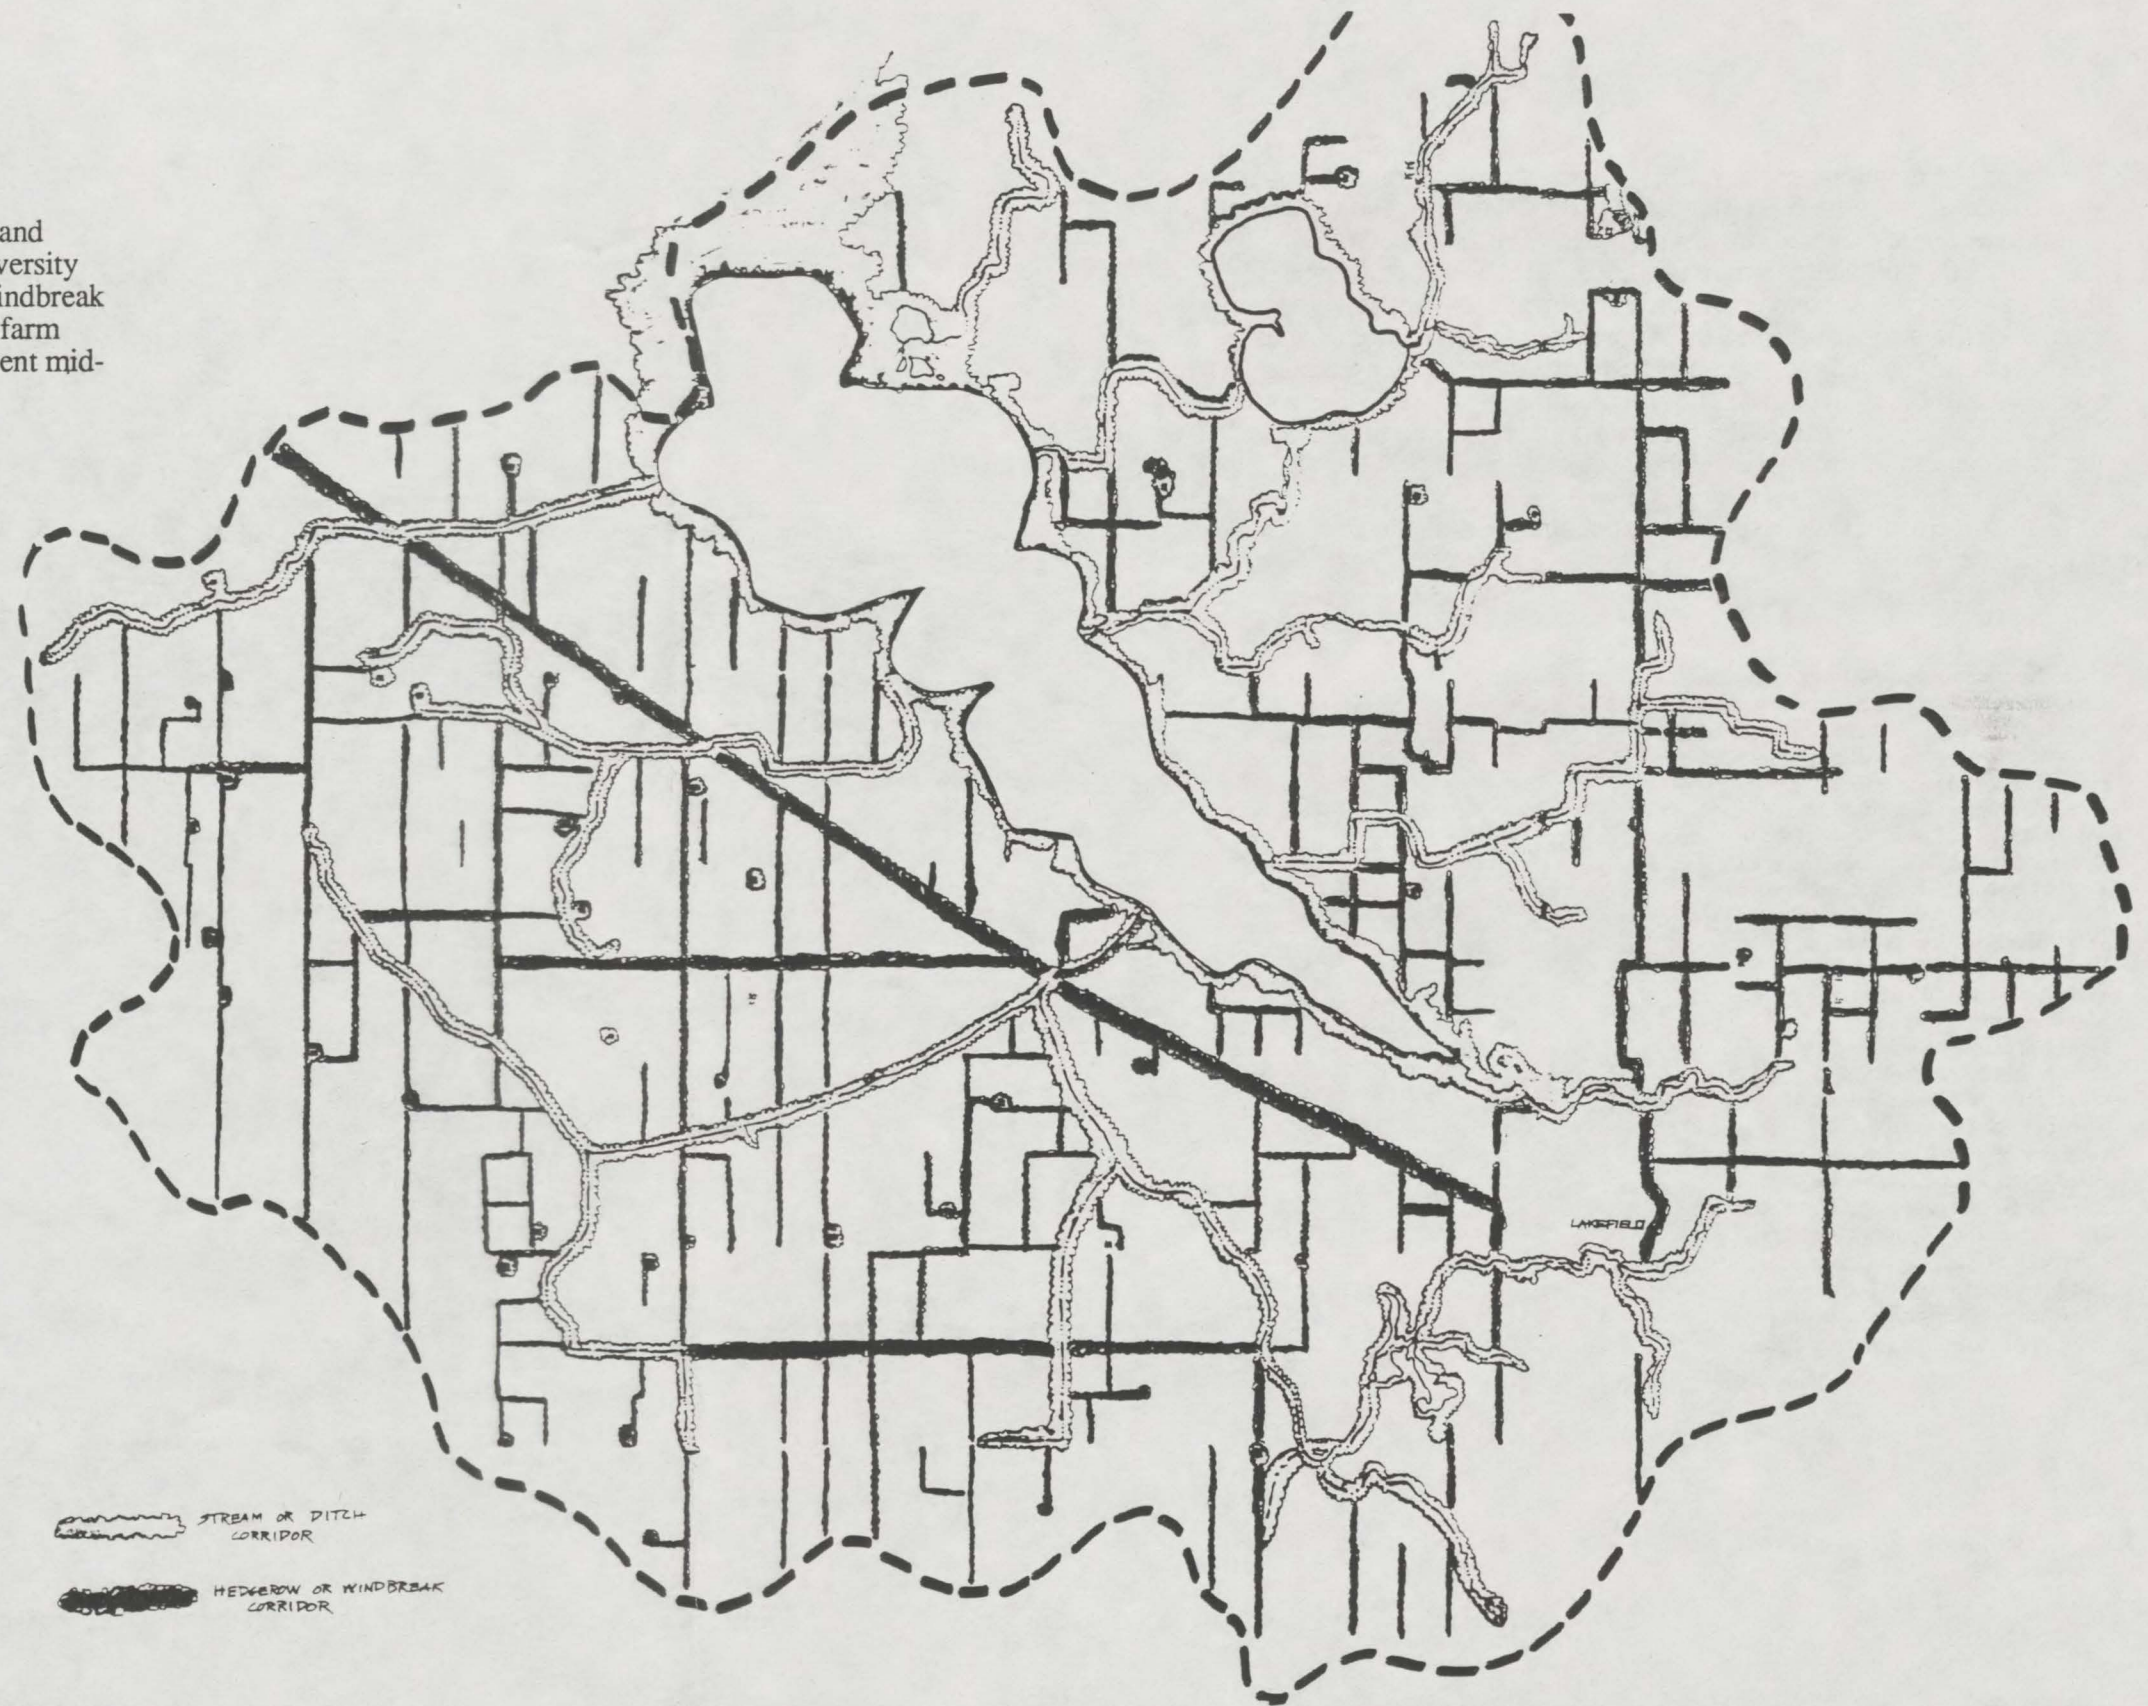 and
versity
indbreak
farm
ent mid-
LAKEFIELD
STREAM OR DITCH
CORRIDOR
HEDGEROW OR WINDBREAK
CORRIDOR